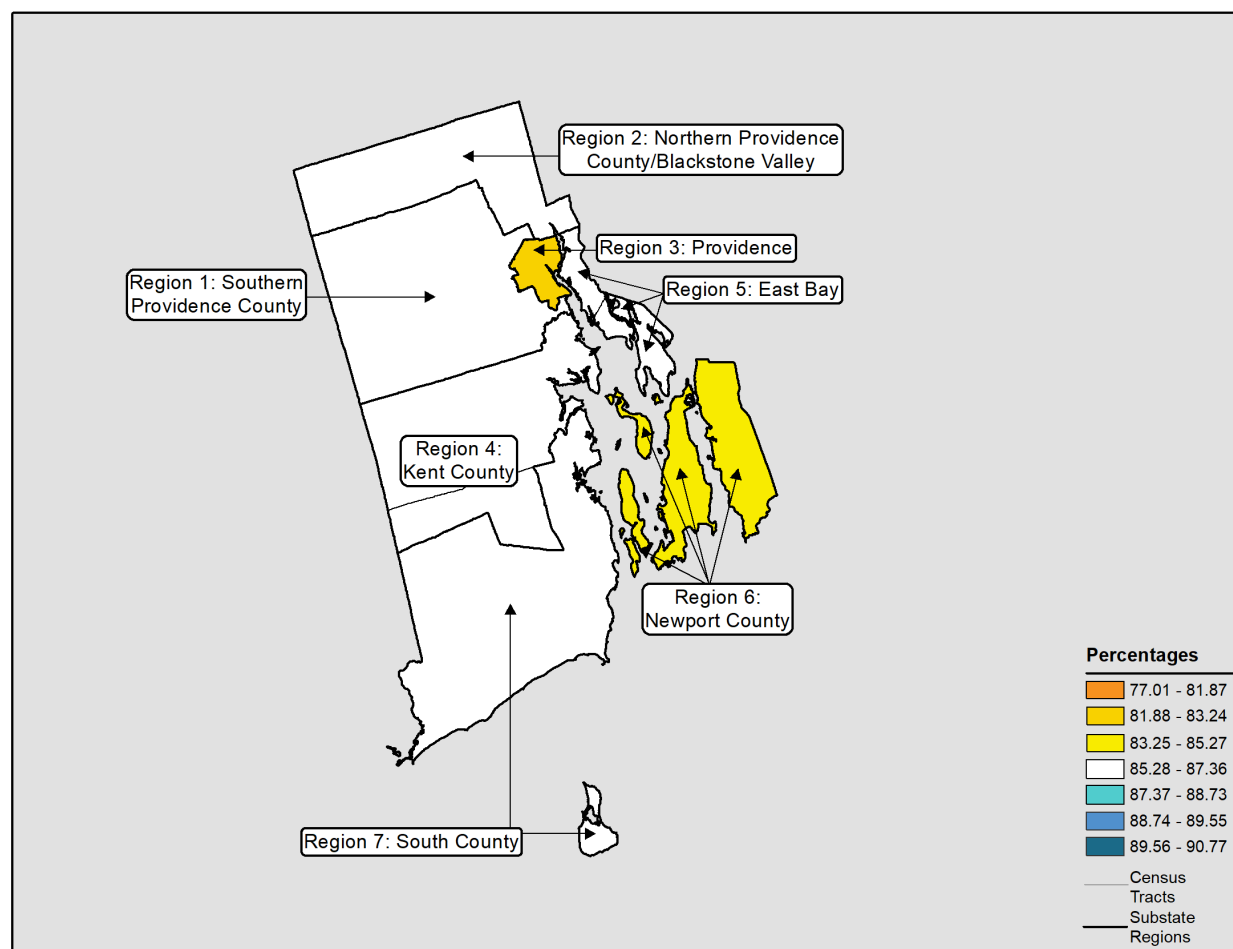 Region 2: Northern Providence
County/Blackstone Valley
Region 3: Providence
Region 1: Southern
Providence County
Region 5: East Bay
Region 4:
Kent County
Region 6:
Newport County
Region 7: South County
Percentages
77.01 - 81.87
81.88 - 83.24
83.25 - 85.27
85.28 - 87.36
87.37 - 88.73
88.74 - 89.55
89.56 - 90.77
Census
Tracts
Substate
Regions